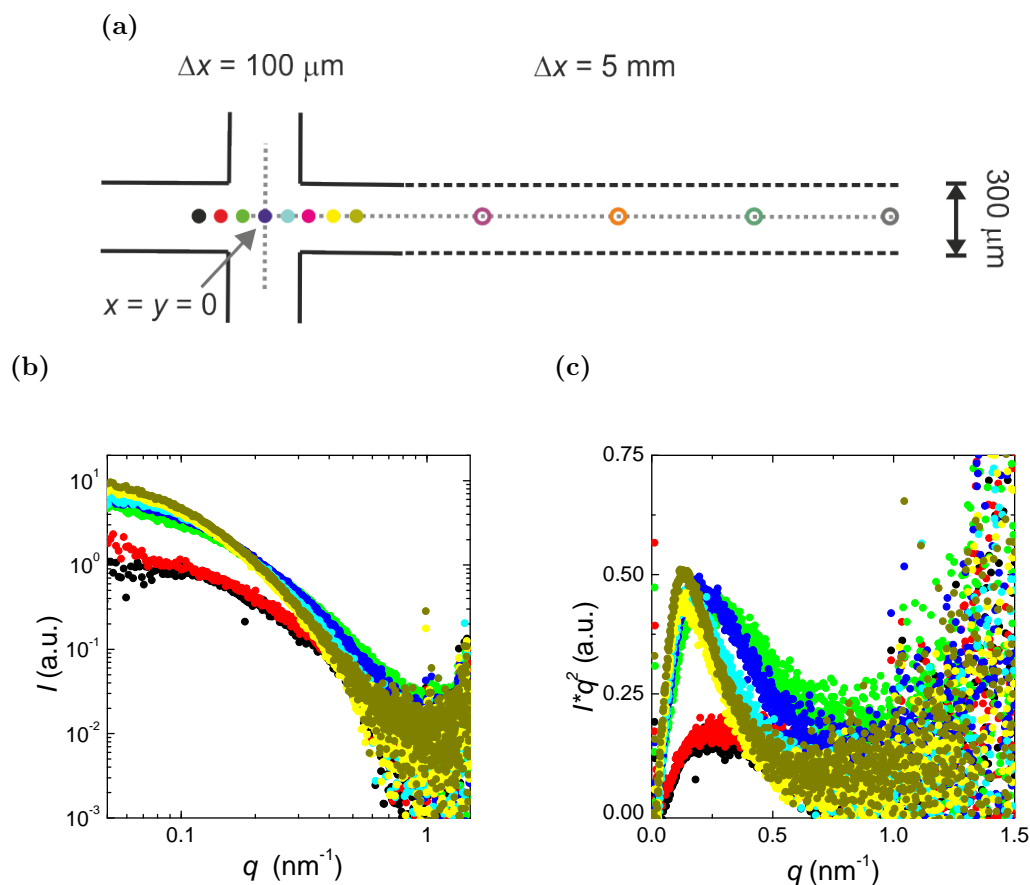 (a)
Δx = 100 μm
Δx = 5 mm
300 μm
x = y = 0
(b)
(c)
I (a.u.)
10¹
10⁰
10⁻¹
10⁻²
10⁻³
0.1
1
q (nm⁻¹)
I*q² (a.u.)
0.75
0.50
0.25
0.00
0.0
0.5
1.0
1.5
q (nm⁻¹)